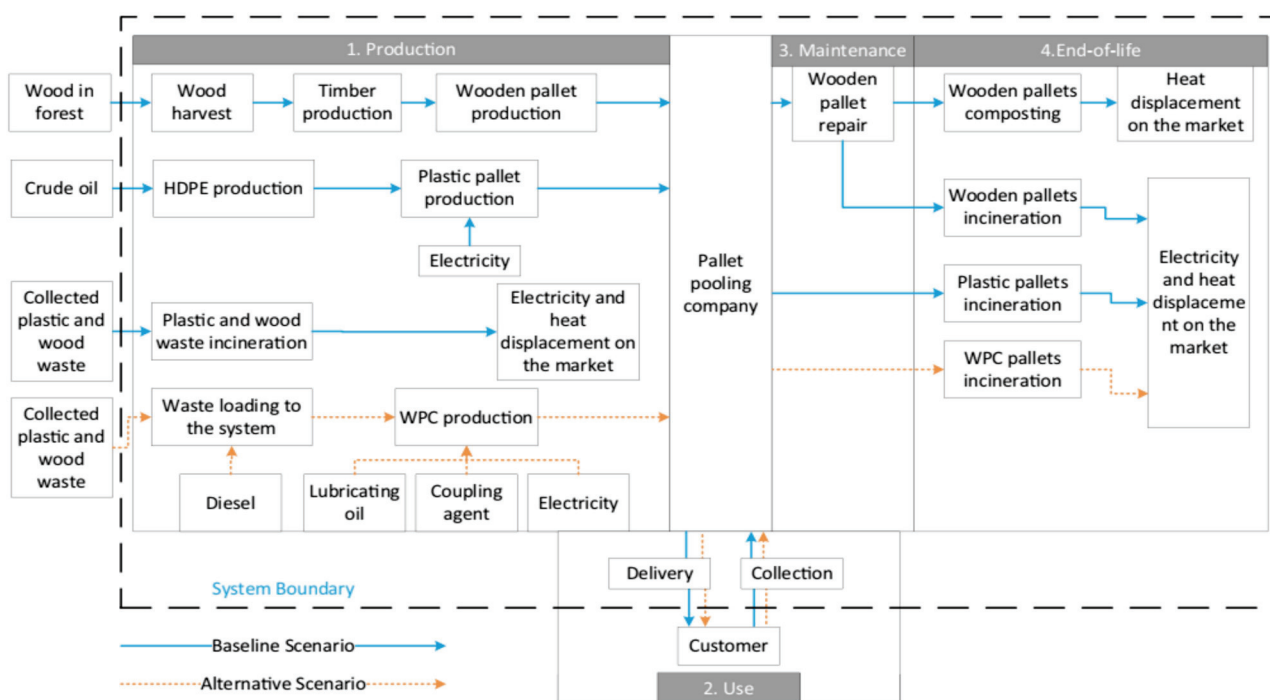 1. Production
3. Maintenance
4.End-of-life
Wood in
forest
Wood
harvest
Timber
production
Wooden pallet
production
Wooden
pallet
repair
Wooden pallets
composting
Heat
displacement
on the market
Crude oil
HDPE production
Plastic pallet
production
Electricity
Wooden pallets
incineration
Pallet
pooling
company
Collected
plastic and
wood
waste
Plastic and wood
waste incineration
Electricity and
heat
displacement on
the market
Plastic pallets
incineration
Electricity
and heat
displaceme
nt on the
market
WPC pallets
incineration
Collected
plastic and
wood
waste
Waste loading to
the system
WPC production
Diesel
Lubricating
oil
Coupling
agent
Electricity
Delivery
Collection
System Boundary
Customer
Baseline Scenario
Alternative Scenario
2. Use